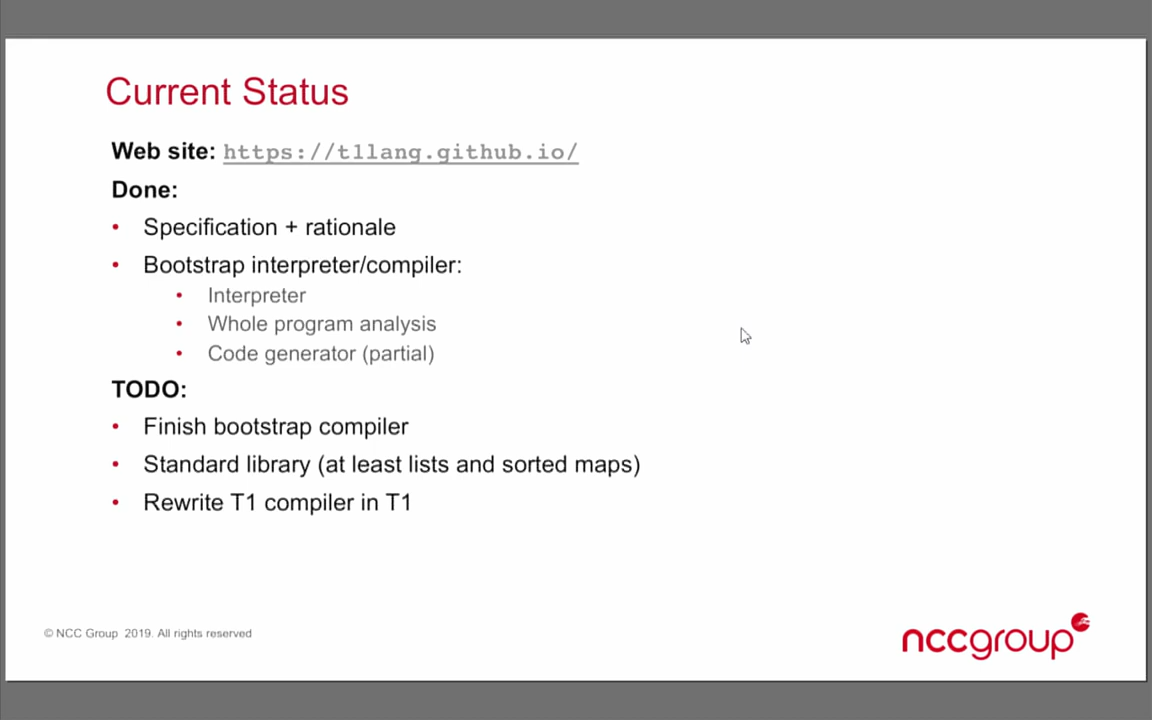 Current Status
Web site: https://t1lang.github.io/
Done:
• Specification + rationale
• Bootstrap interpreter/compiler:
• Interpreter
• Whole program analysis
• Code generator (partial)
TODO:
• Finish bootstrap compiler
• Standard library (at least lists and sorted maps)
• Rewrite T1 compiler in T1
© NCC Group 2019. All rights reserved
nccgroup